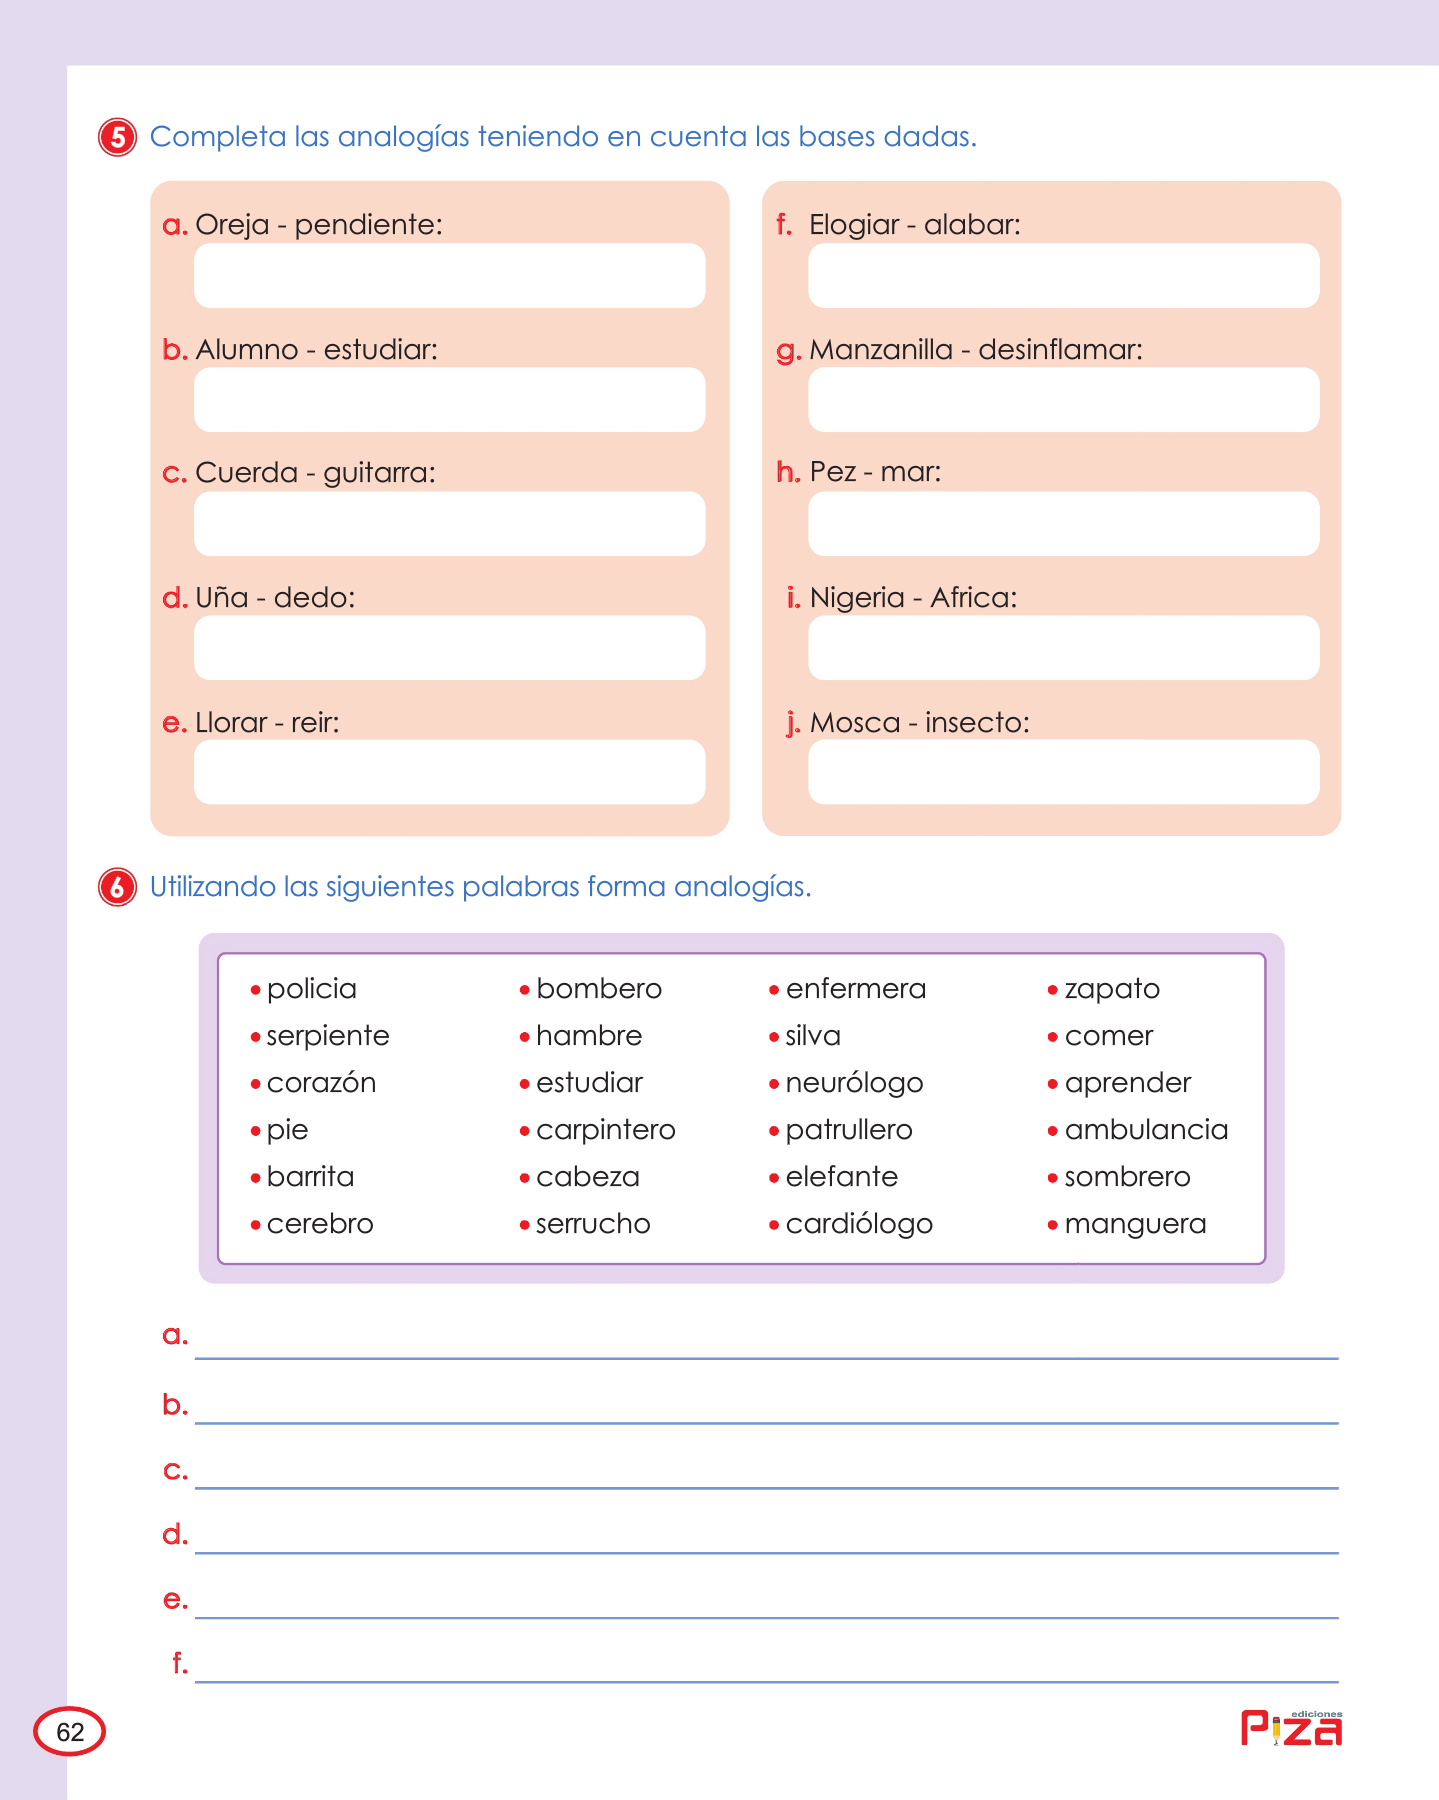 5 Completa las analogías teniendo en cuenta las bases dadas.
a. Oreja - pendiente:
b. Alumno - estudiar:
c. Cuerda - guitarra:
d. Uña - dedo:
e. Llorar - reir:
f. Elogiar - alabar:
g. Manzanilla - desinflamar:
h. Pez - mar:
i. Nigeria - Africa:
j. Mosca - insecto:
6 Utilizando las siguientes palabras forma analogías.
• policia • bombero • enfermera • zapato
• serpiente • hambre • silva • comer
• corazón • estudiar • neurólogo • aprender
• pie • carpintero • patrullero • ambulancia
• barrita • cabeza • elefante • sombrero
• cerebro • serrucho • cardiólogo • manguera
a.
b.
c.
d.
e.
f.
62
ediciones
Piza